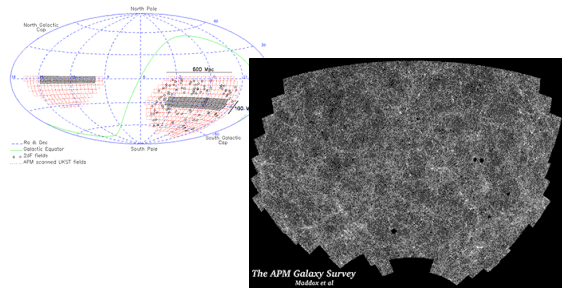 North Pole
North Galactic
Cap
600 Mpc
South Galactic
Cap
South Pole
Ra & Dec
Galactic Equator
2dF fields
APM scanned UKST fields
The APM Galaxy Survey
Maddox et al